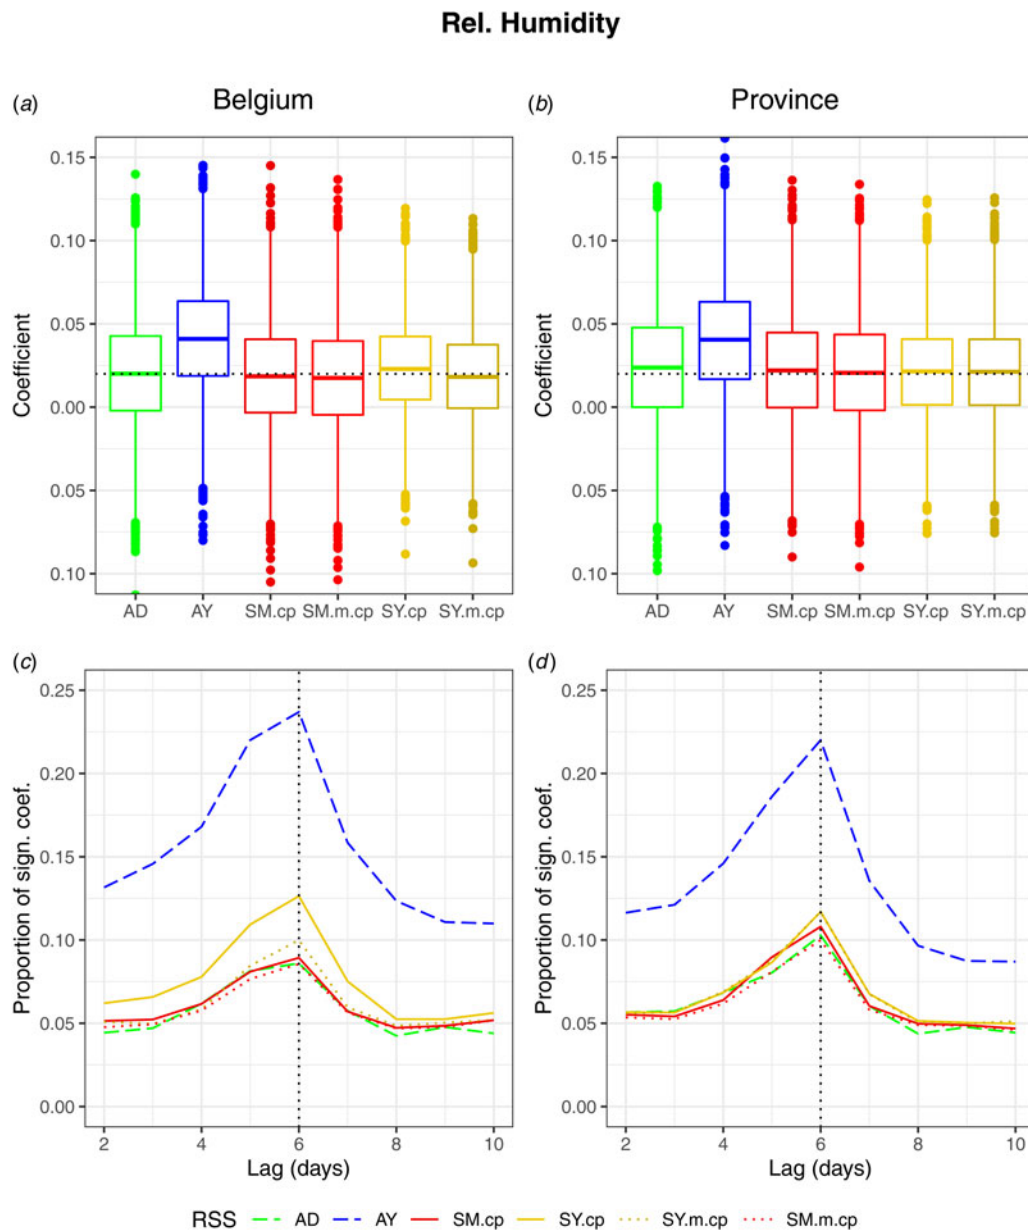 Rel. Humidity
(a) Belgium
(b) Province
Coefficient
0.15
0.10
0.05
0.00
0.05
0.10
AD AY SM.cp SM.m.cp SY.cp SY.m.cp
Coefficient
0.15
0.10
0.05
0.00
0.05
0.10
AD AY SM.cp SM.m.cp SY.cp SY.m.cp
(c)
Proportion of sign. coef.
0.25
0.20
0.15
0.10
0.05
0.00
2 4 6 8 10
Lag (days)
(d)
Proportion of sign. coef.
0.25
0.20
0.15
0.10
0.05
0.00
2 4 6 8 10
Lag (days)
RSS AD AY SM.cp SY.cp SY.m.cp SM.m.cp